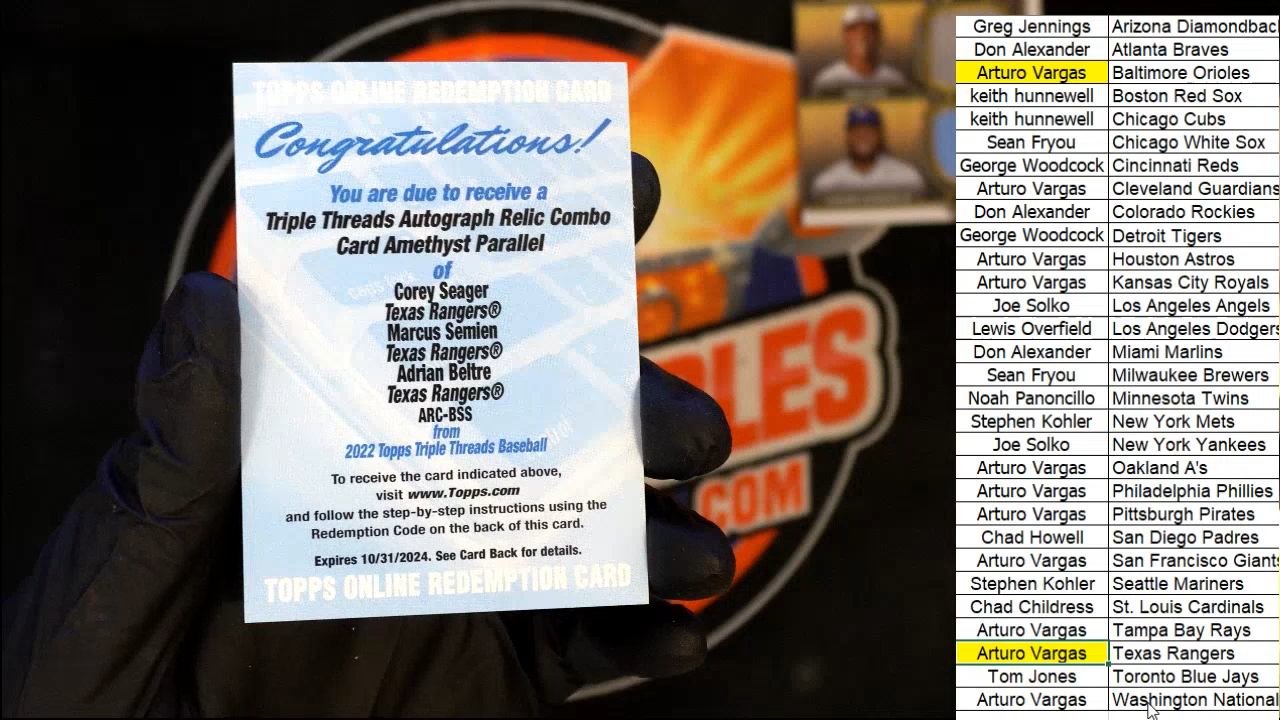 TOPPS ONLINE REDEMPTION CARD
Congratulations!
You are due to receive a
Triple Threads Autograph Relic Combo
Card Amethyst Parallel
of
Corey Seager
Texas Rangers®
Marcus Semien
Texas Rangers®
Adrian Beltre
Texas Rangers®
ARC-BSS
from
2022 Topps Triple Threads Baseball
To receive the card indicated above,
visit www.Topps.com
and follow the step-by-step instructions using the
Redemption Code on the back of this card.
Expires 10/31/2024. See Card Back for details.
TOPPS ONLINE REDEMPTION CARD
PLES
.COM
Greg Jennings Arizona Diamondbac
Don Alexander Atlanta Braves
Arturo Vargas Baltimore Orioles
keith hunnewell Boston Red Sox
keith hunnewell Chicago Cubs
Sean Fryou Chicago White Sox
George Woodcock Cincinnati Reds
Arturo Vargas Cleveland Guardians
Don Alexander Colorado Rockies
George Woodcock Detroit Tigers
Arturo Vargas Houston Astros
Arturo Vargas Kansas City Royals
Joe Solko Los Angeles Angels
Lewis Overfield Los Angeles Dodgers
Don Alexander Miami Marlins
Sean Fryou Milwaukee Brewers
Noah Panoncillo Minnesota Twins
Stephen Kohler New York Mets
Joe Solko New York Yankees
Arturo Vargas Oakland A's
Arturo Vargas Philadelphia Phillies
Arturo Vargas Pittsburgh Pirates
Chad Howell San Diego Padres
Arturo Vargas San Francisco Giants
Stephen Kohler Seattle Mariners
Chad Childress St. Louis Cardinals
Arturo Vargas Tampa Bay Rays
Arturo Vargas Texas Rangers
Tom Jones Toronto Blue Jays
Arturo Vargas Washington National